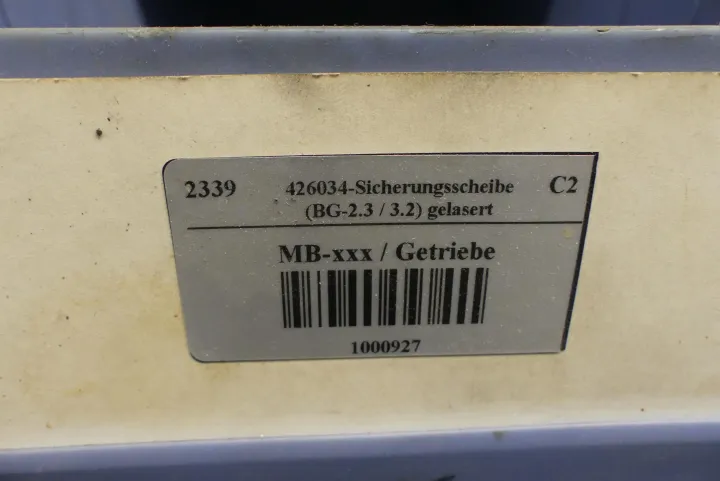 2339 426034-Sicherungsscheibe C2
(BG-2.3 / 3.2) gelasert
MB-xxx / Getriebe
1000927